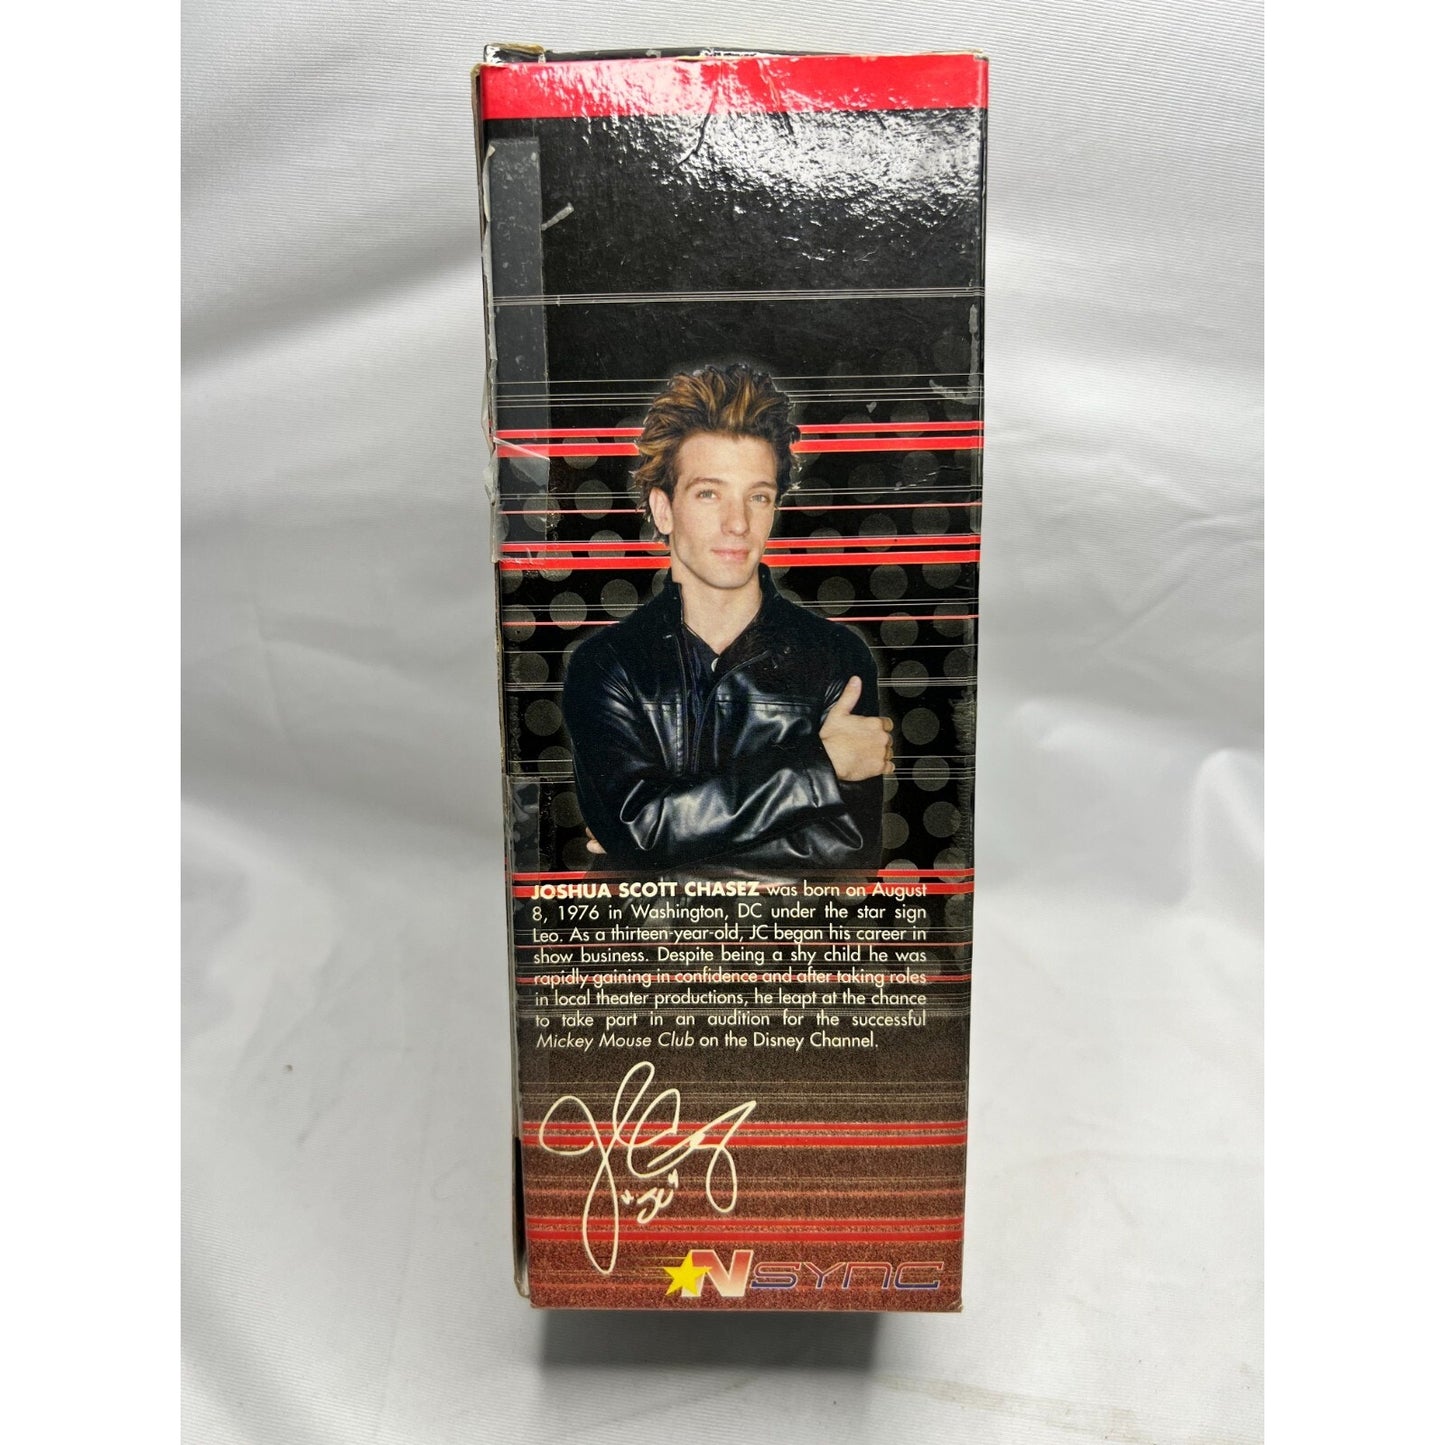 JOSHUA SCOTT CHASEZ was born on August
8, 1976 in Washington, DC under the star sign
Leo. As a thirteen-year-old, JC began his career in
show business. Despite being a shy child he was
rapidly gaining in confidence and after taking roles
in local theater productions, he leapt at the chance
to take part in an audition for the successful
Mickey Mouse Club on the Disney Channel.
"JC"
NSYNC